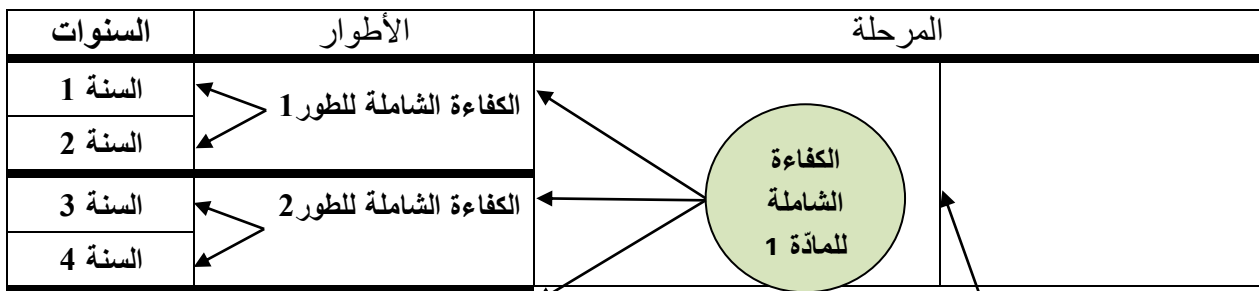 المرحلة
الأطوار
السنوات
الكفاءة
الشاملة
للمادّة 1
الكفاءة الشاملة للطور1
السنة 1
السنة 2
الكفاءة الشاملة للطور2
السنة 3
السنة 4